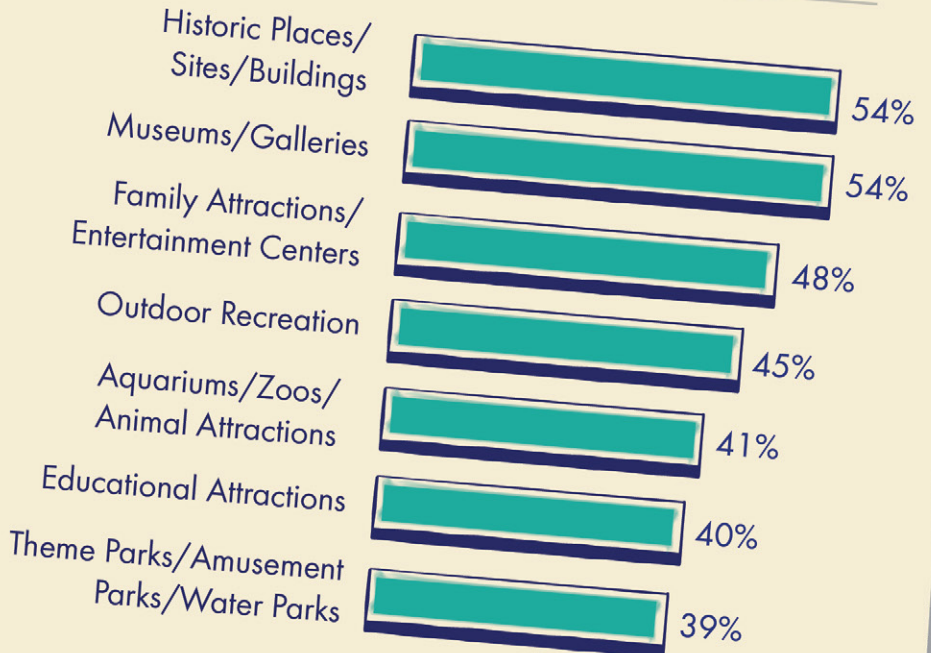 Historic Places/
Sites/Buildings
54%
Museums/Galleries
54%
Family Attractions/
Entertainment Centers
48%
Outdoor Recreation
45%
Aquariums/Zoos/
Animal Attractions
41%
Educational Attractions
40%
Theme Parks/Amusement
Parks/Water Parks
39%